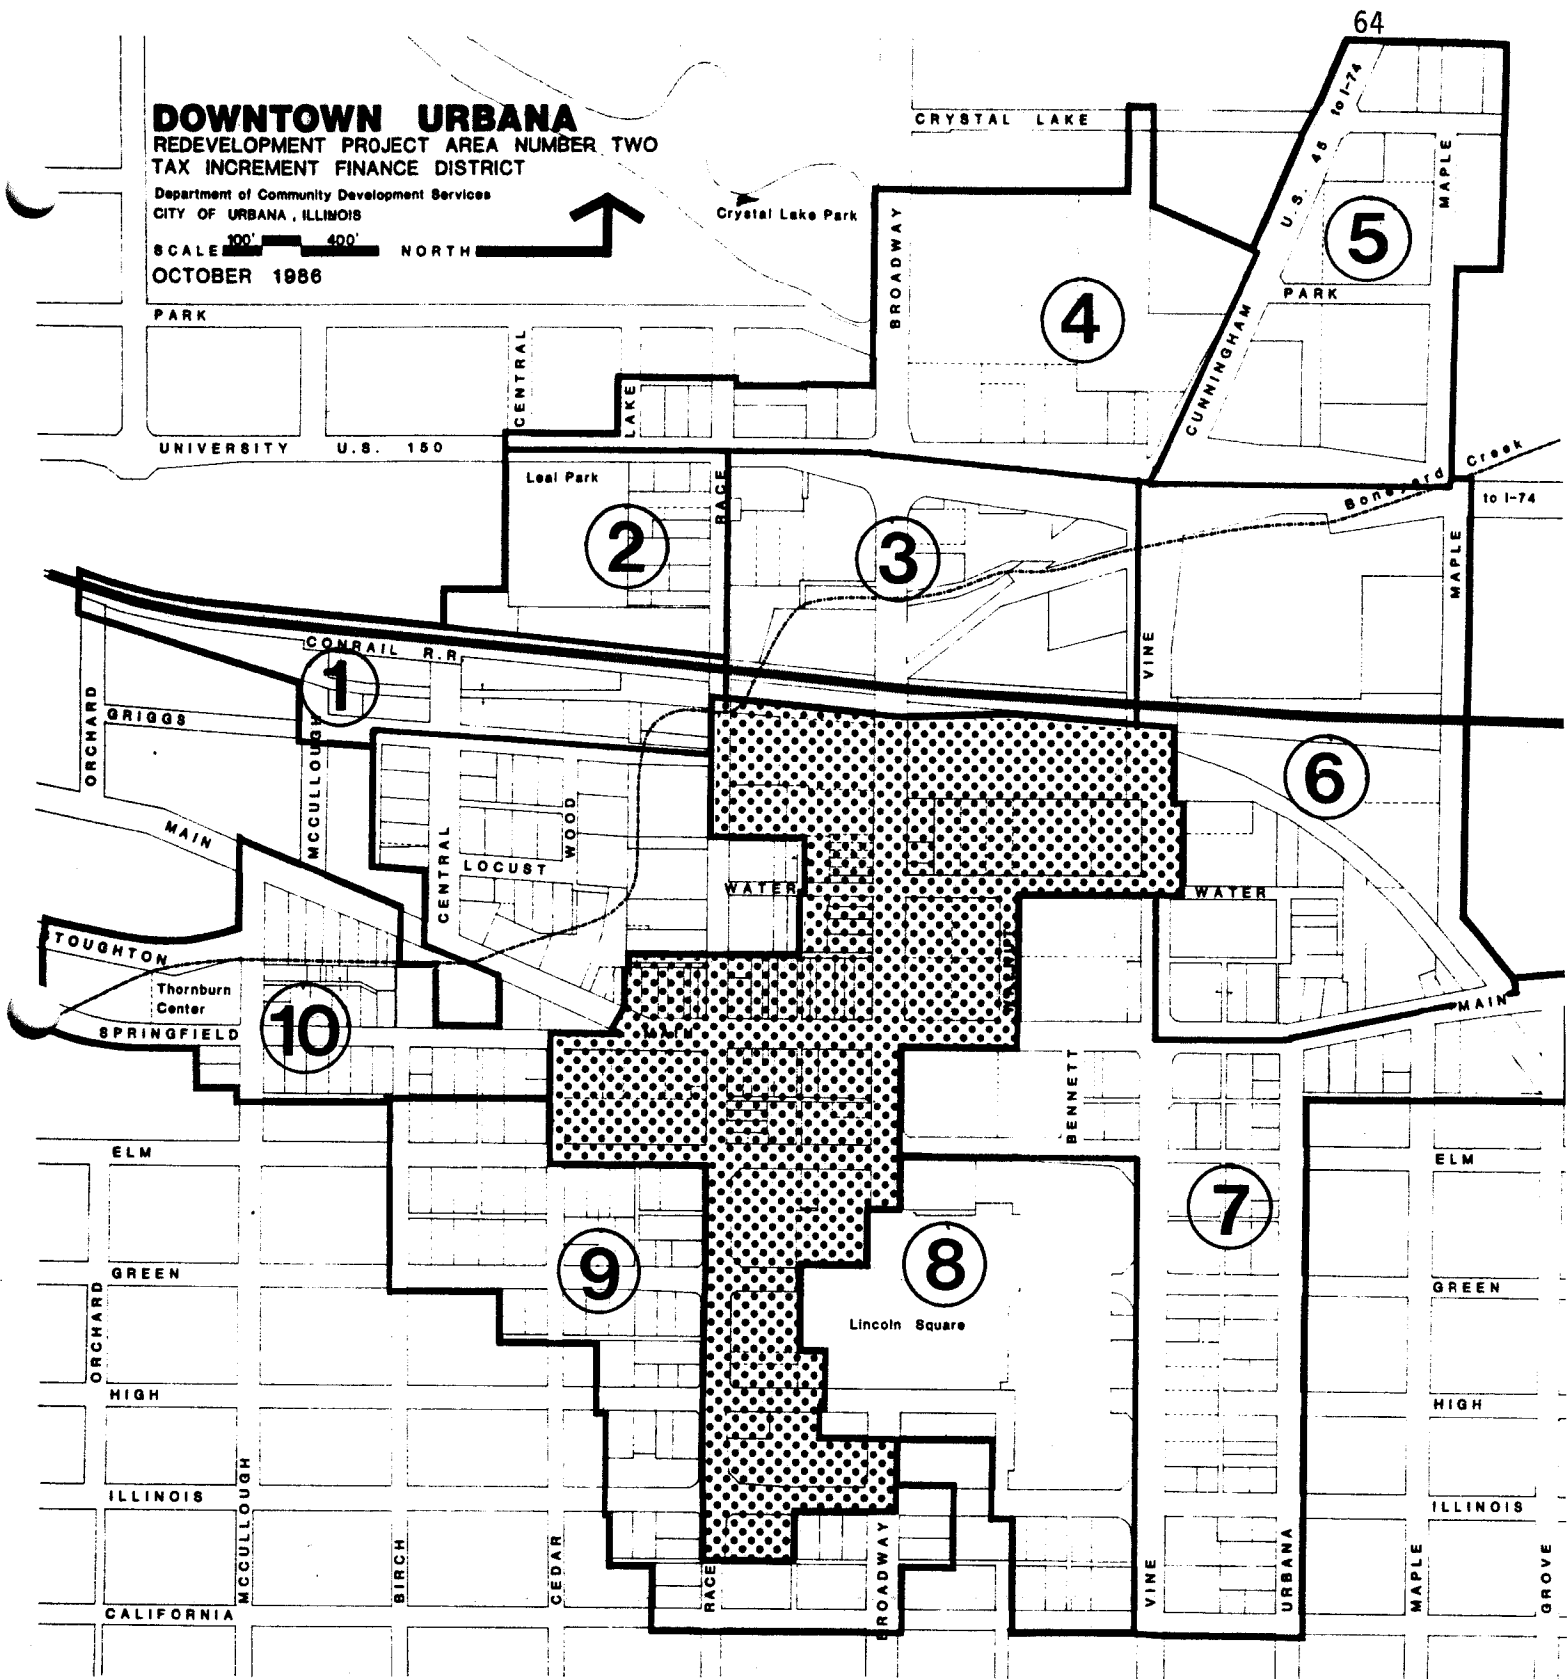 64
DOWNTOWN URBANA
REDEVELOPMENT PROJECT AREA NUMBER TWO
TAX INCREMENT FINANCE DISTRICT
Department of Community Development Services
CITY OF URBANA, ILLINOIS
SCALE 100' 400' NORTH
OCTOBER 1986
CRYSTAL LAKE
U.S. 45 to I-74
MAPLE
Crystal Lake Park
BROADWAY
5
4
PARK
PARK
CUNNINGHAM
CENTRAL
LAKE
UNIVERSITY U.S. 150
Leal Park
RACE
Boneyard Creek
to I-74
2
3
MAPLE
VINE
CONRAIL R.R.
1
ORCHARD
GRIGGS
MCCULLOUGH
6
MAIN
CENTRAL
WOOD
LOCUST
WATER
WATER
STOUGHTON
WALNUT
Thornburn
Center
SPRINGFIELD
10
MAIN
MAIN
BENNETT
ELM
ELM
7
GREEN
9
8
GREEN
ORCHARD
Lincoln Square
HIGH
HIGH
ILLINOIS
ILLINOIS
MCCULLOUGH
BIRCH
CEDAR
RACE
BROADWAY
VINE
URBANA
MAPLE
GROVE
CALIFORNIA